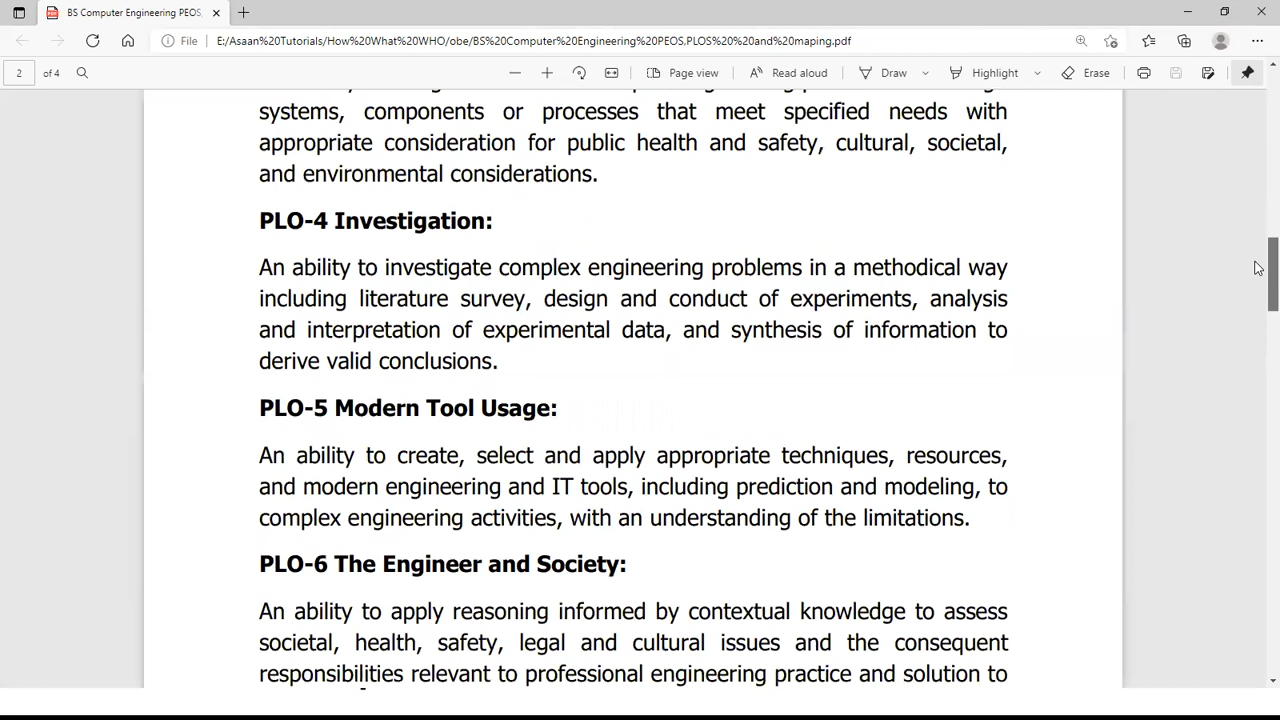 BS Computer Engineering PEOS,
File
E:/Asaan%20Tutorials/How%20What%20WHO/obe/BS%20Computer%20Engineering%20PEOS,PLOS%20%20and%20maping.pdf
2 of 4
Page view
Read aloud
Draw
Highlight
Erase
systems, components or processes that meet specified needs with
appropriate consideration for public health and safety, cultural, societal,
and environmental considerations.
PLO-4 Investigation:
An ability to investigate complex engineering problems in a methodical way
including literature survey, design and conduct of experiments, analysis
and interpretation of experimental data, and synthesis of information to
derive valid conclusions.
PLO-5 Modern Tool Usage:
An ability to create, select and apply appropriate techniques, resources,
and modern engineering and IT tools, including prediction and modeling, to
complex engineering activities, with an understanding of the limitations.
PLO-6 The Engineer and Society:
An ability to apply reasoning informed by contextual knowledge to assess
societal, health, safety, legal and cultural issues and the consequent
responsibilities relevant to professional engineering practice and solution to